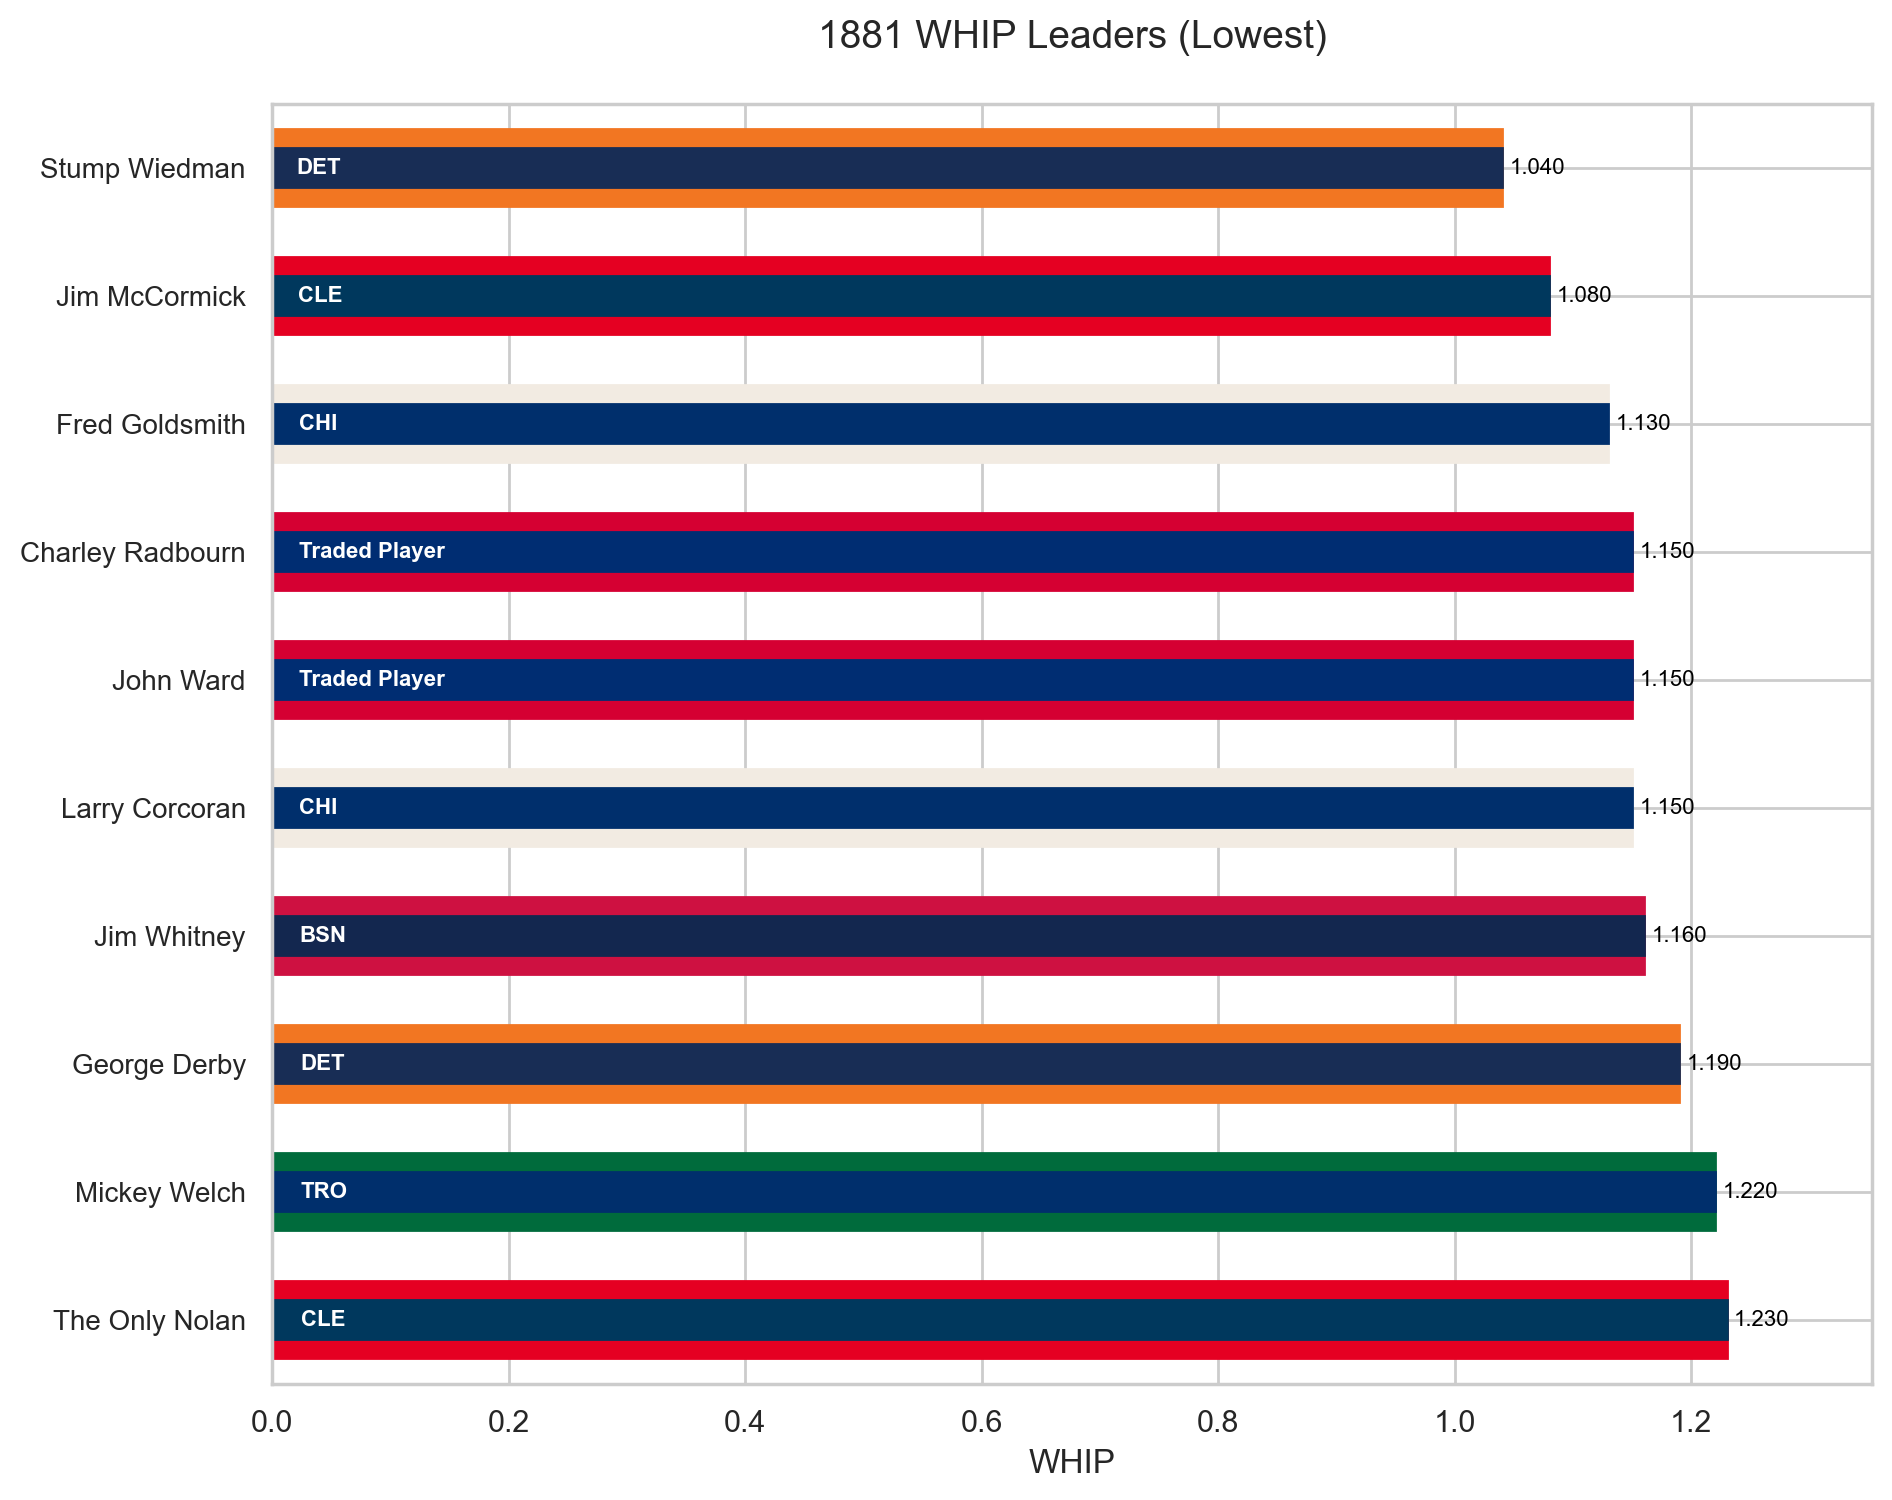 1881 WHIP Leaders (Lowest)
Stump Wiedman DET 1.040
Jim McCormick CLE 1.080
Fred Goldsmith CHI 1.130
Charley Radbourn Traded Player 1.150
John Ward Traded Player 1.150
Larry Corcoran CHI 1.150
Jim Whitney BSN 1.160
George Derby DET 1.190
Mickey Welch TRO 1.220
The Only Nolan CLE 1.230
0.0 0.2 0.4 0.6 0.8 1.0 1.2
WHIP